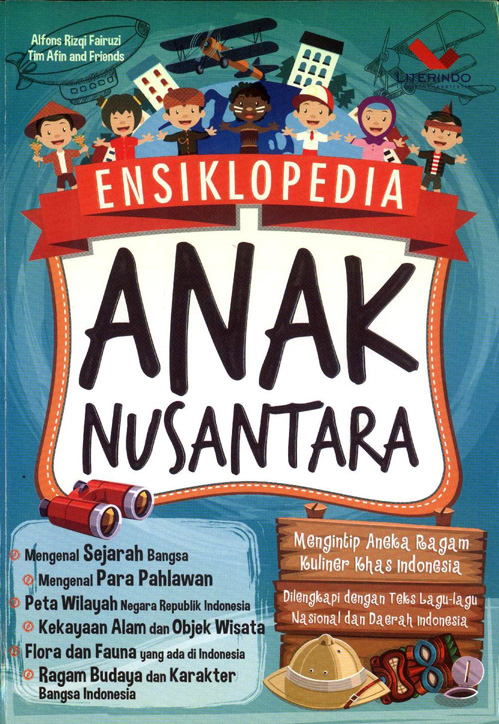 Alfons Rizqi Fairuzi
Tim Afin and Friends
LITERINDO
ENSIKLOPEDIA
ANAK
NUSANTARA
Mengenal Sejarah Bangsa
Mengenal Para Pahlawan
Peta Wilayah Negara Republik Indonesia
Kekayaan Alam dan Objek Wisata
Flora dan Fauna yang ada di Indonesia
Ragam Budaya dan Karakter
Bangsa Indonesia
Mengintip Aneka Ragam
Kuliner Khas Indonesia
Dilengkapi dengan Teks Lagu-lagu
Nasional dan Daerah Indonesia